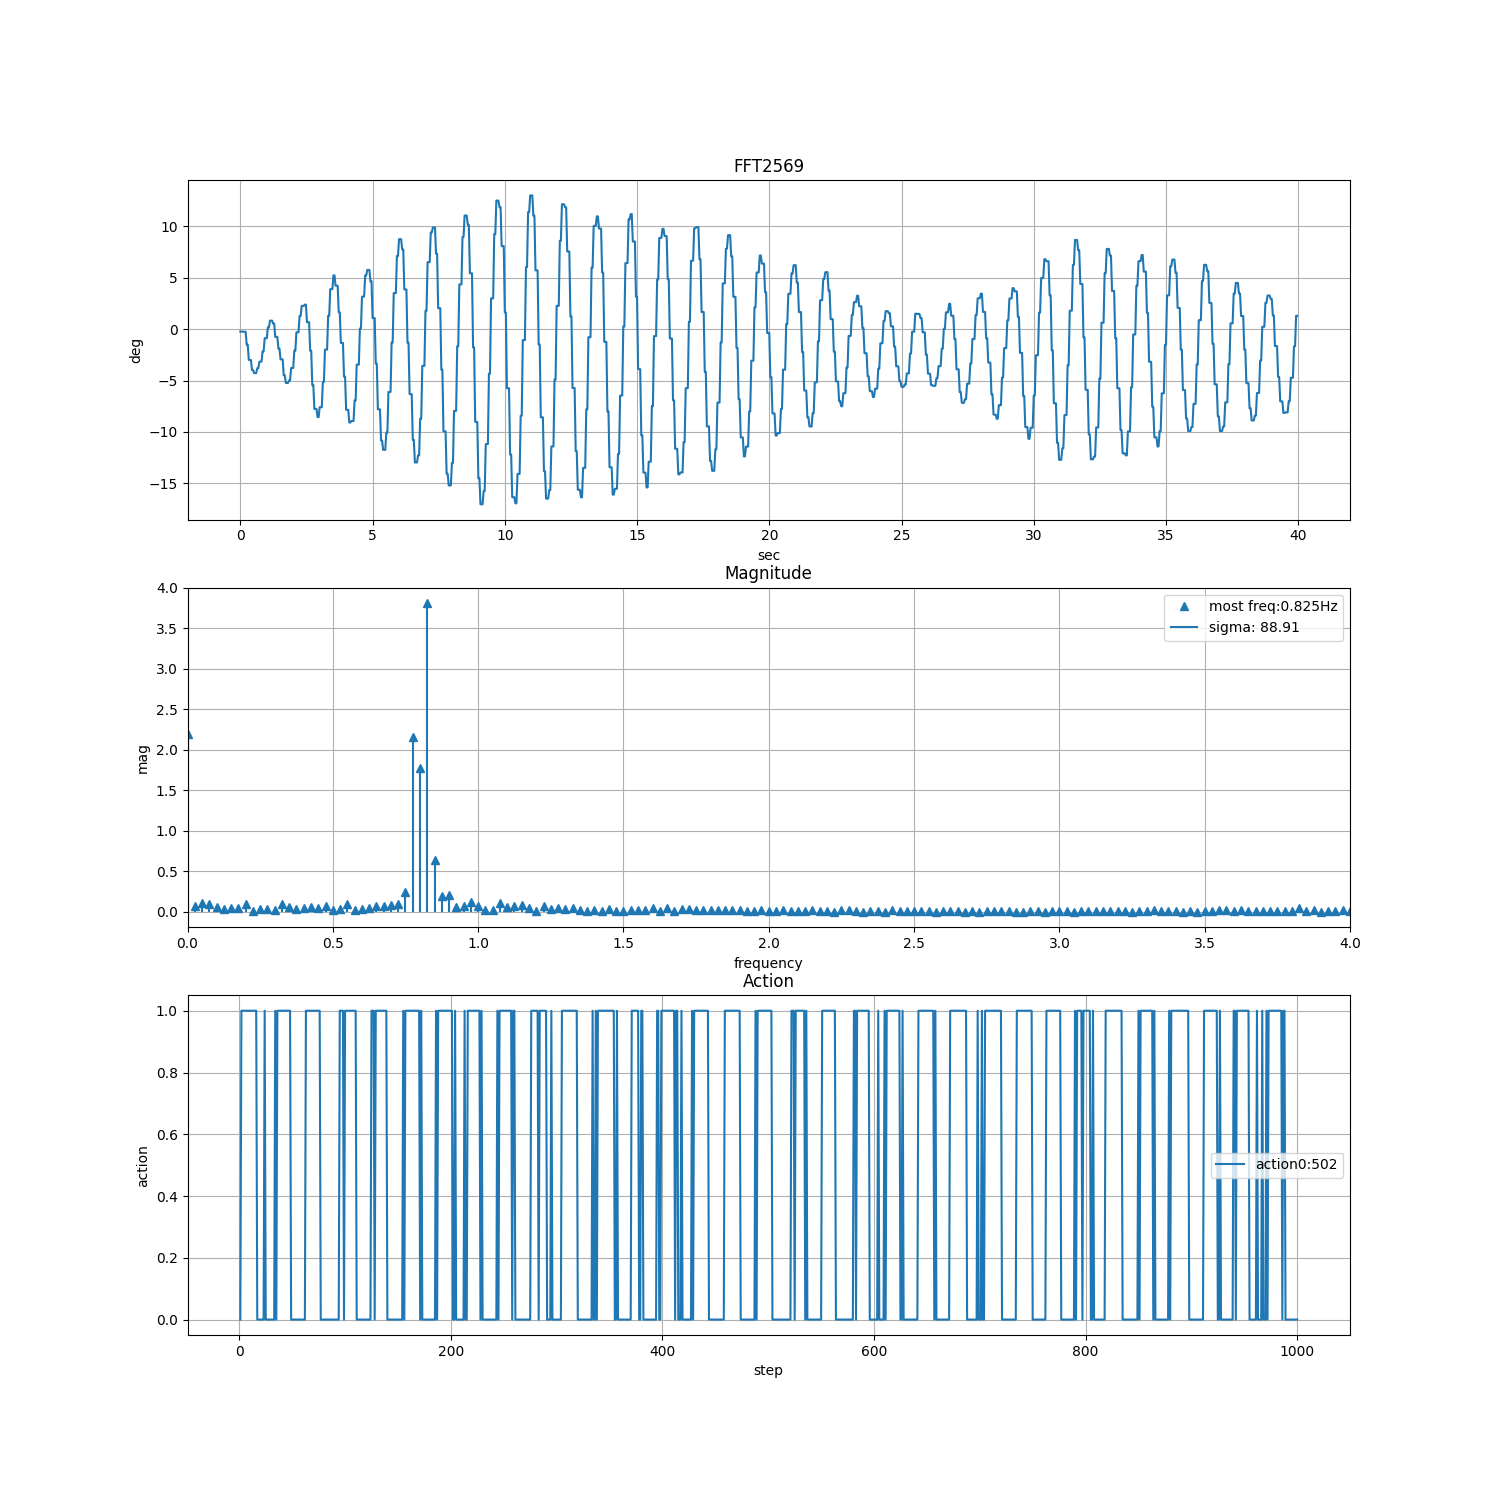 FFT2569
10
5
0
−5
−10
−15
deg
0 5 10 15 20 25 30 35 40
sec
Magnitude
4.0
3.5
3.0
2.5
2.0
1.5
1.0
0.5
0.0
mag
most freq:0.825Hz
sigma: 88.91
0.0 0.5 1.0 1.5 2.0 2.5 3.0 3.5 4.0
frequency
Action
1.0
0.8
0.6
0.4
0.2
0.0
action
action0:502
0 200 400 600 800 1000
step